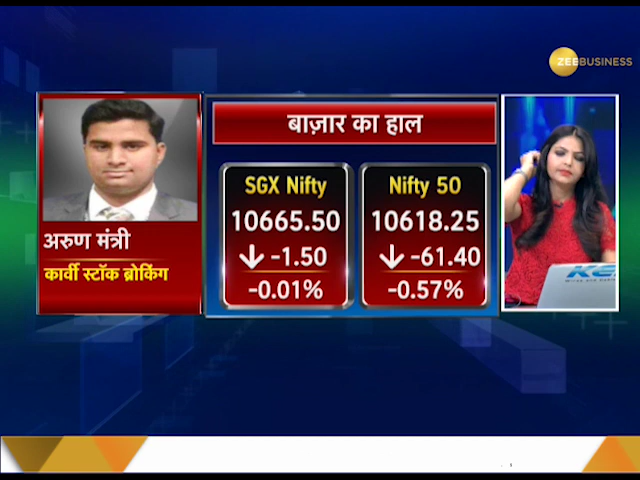 ZEEBUSINESS
बाज़ार का हाल
SGX Nifty
10665.50
↓ -1.50
-0.01%
Nifty 50
10618.25
↓ -61.40
-0.57%
अरुण मंत्री
कार्वी स्टॉक ब्रोकिंग